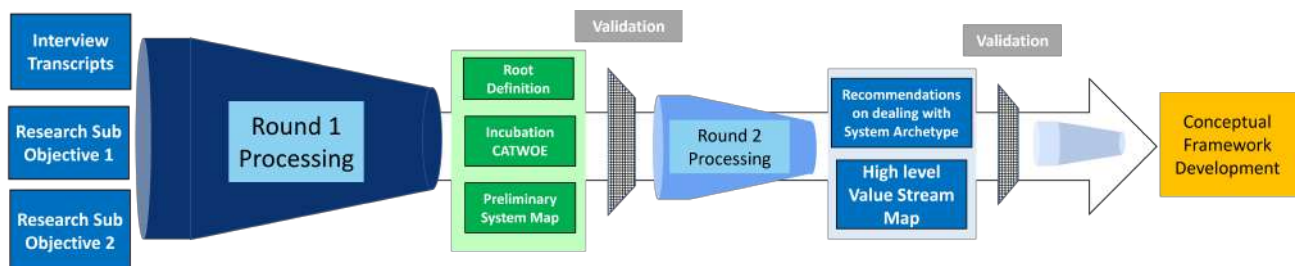 Interview
Transcripts
Research Sub
Objective 1
Research Sub
Objective 2
Round 1
Processing
Root
Definition
Incubation
CATWOE
Preliminary
System Map
Validation
Round 2
Processing
Recommendations
on dealing with
System Archetype
High level
Value Stream
Map
Validation
Conceptual
Framework
Development